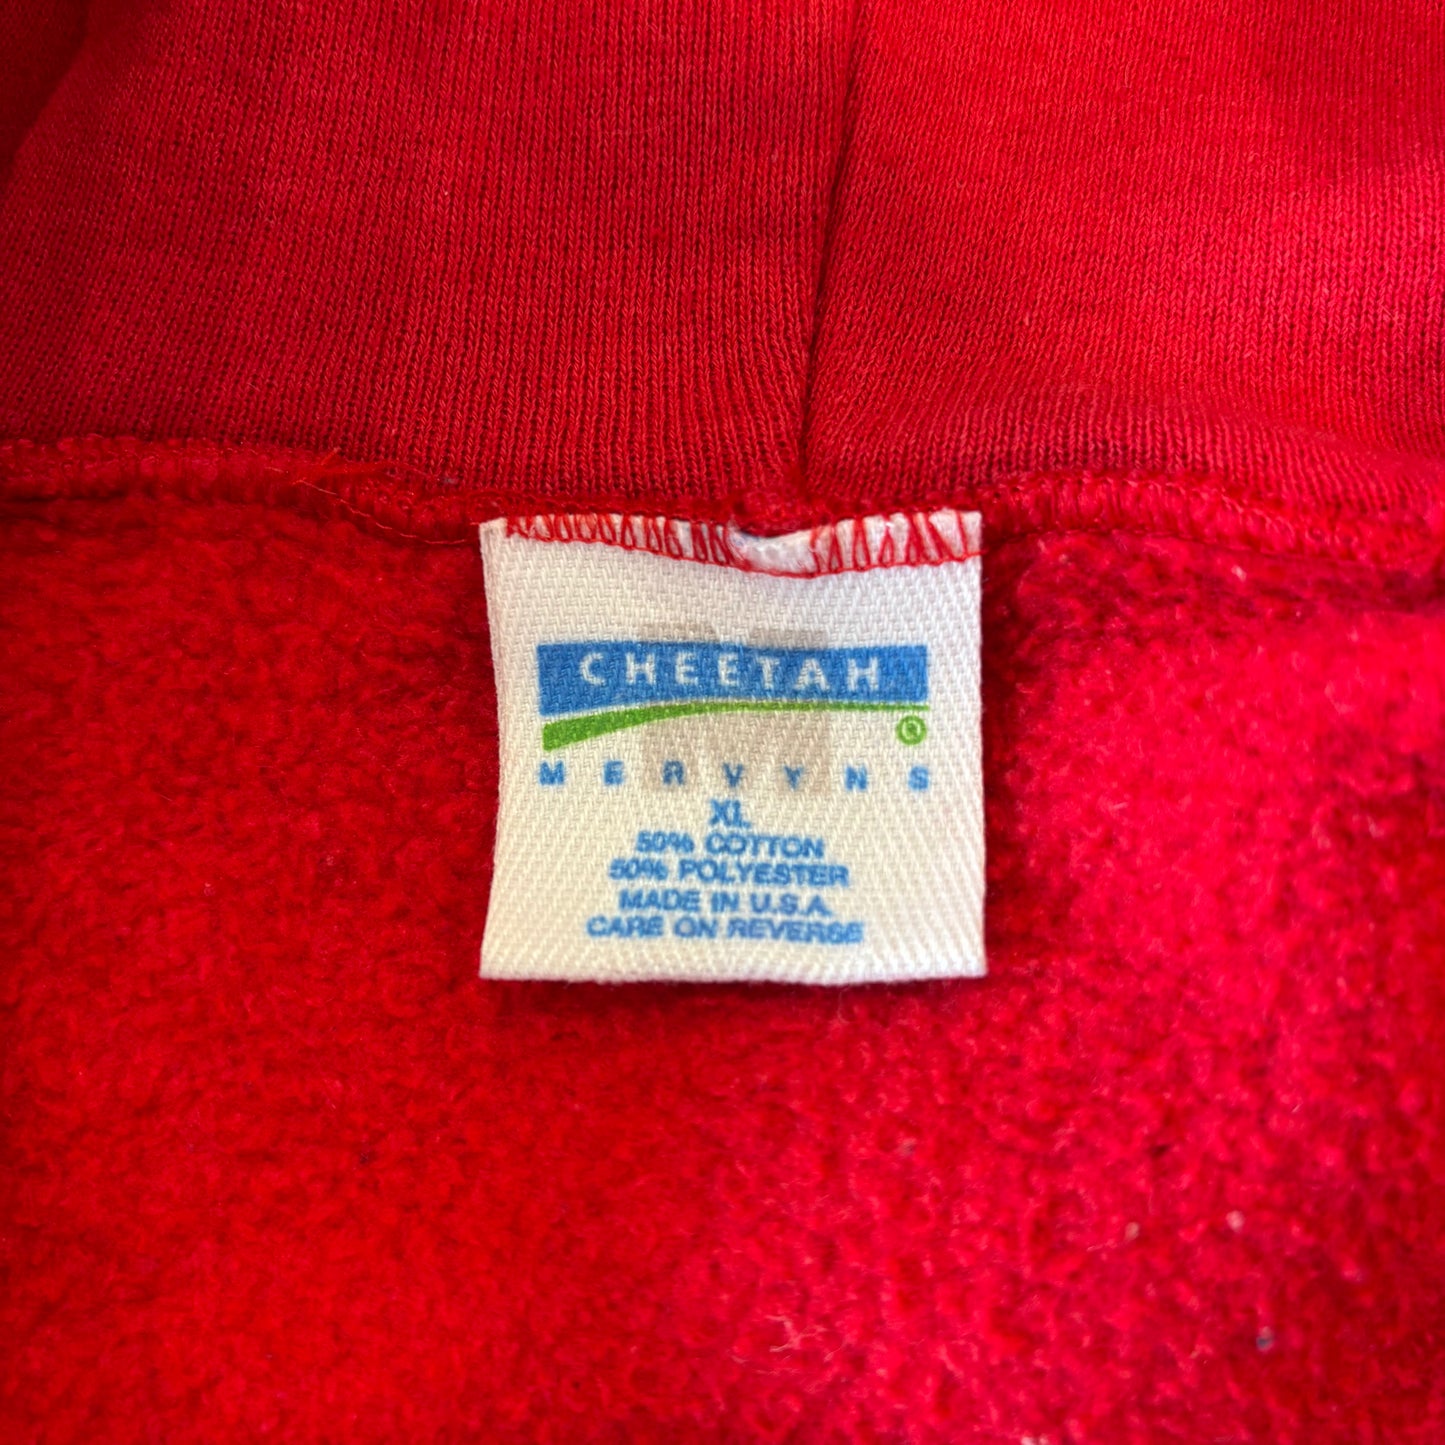 CHEETAH
®
MERVYNS
XL
50% COTTON
50% POLYESTER
MADE IN U.S.A.
CARE ON REVERSE